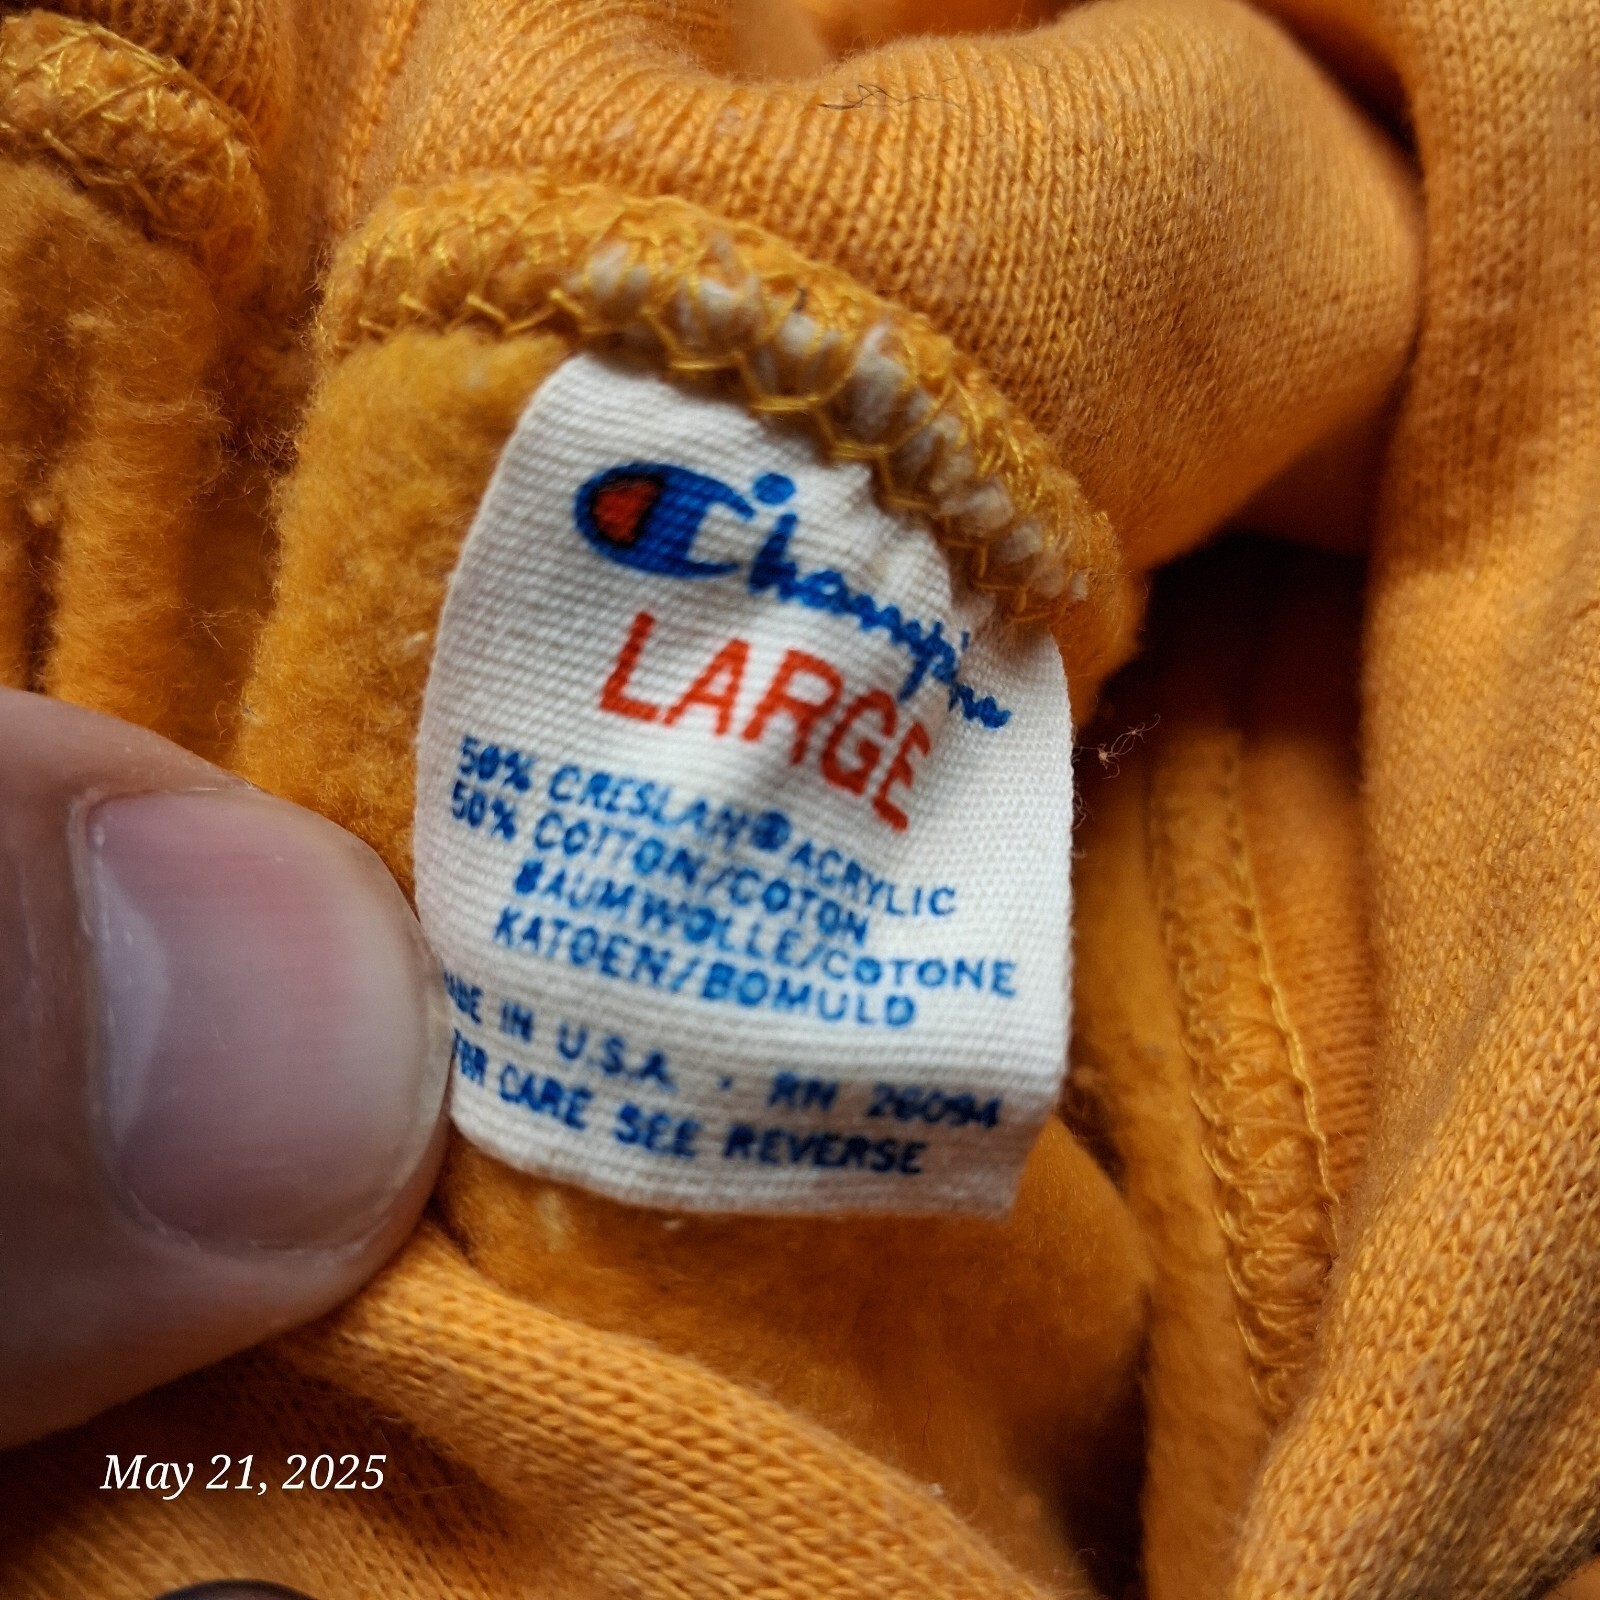 Champion
LARGE
50% CRESLAN® ACRYLIC
50% COTTON/COTON
BAUMWOLLE/COTONE
KATOEN/BOMULD
MADE IN U.S.A. · RN 26094
FOR CARE SEE REVERSE
May 21, 2025